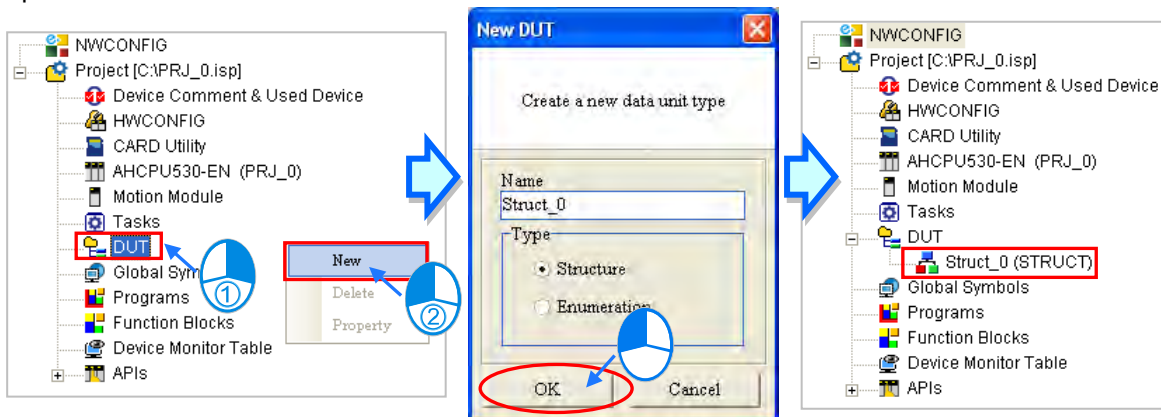 NWCONFIG
Project [C:\PRJ_0.isp]
Device Comment & Used Device
HWCONFIG
CARD Utility
AHCPU530-EN (PRJ_0)
Motion Module
Tasks
DUT
Global Sym
Programs
Function Blocks
Device Monitor Table
APIs
①
New
Delete
Property
②
New DUT
Create a new data unit type
Name
Struct_0
Type
Structure
Enumeration
OK
Cancel
NWCONFIG
Project [C:\PRJ_0.isp]
Device Comment & Used Device
HWCONFIG
CARD Utility
AHCPU530-EN (PRJ_0)
Motion Module
Tasks
DUT
Struct_0 (STRUCT)
Global Symbols
Programs
Function Blocks
Device Monitor Table
APIs